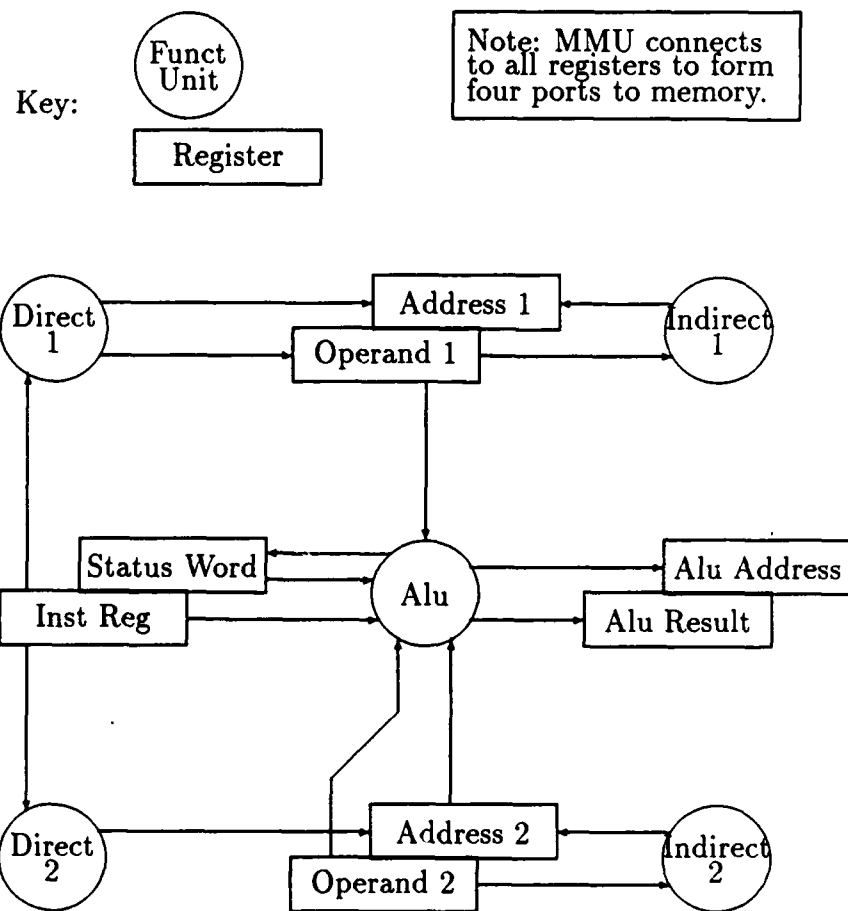 Funct
Unit
Key:
Register
Note: MMU connects
to all registers to form
four ports to memory.
Direct
1
Address 1
Operand 1
Indirect
1
Status Word
Inst Reg
Alu
Alu Address
Alu Result
Direct
2
Address 2
Operand 2
Indirect
2